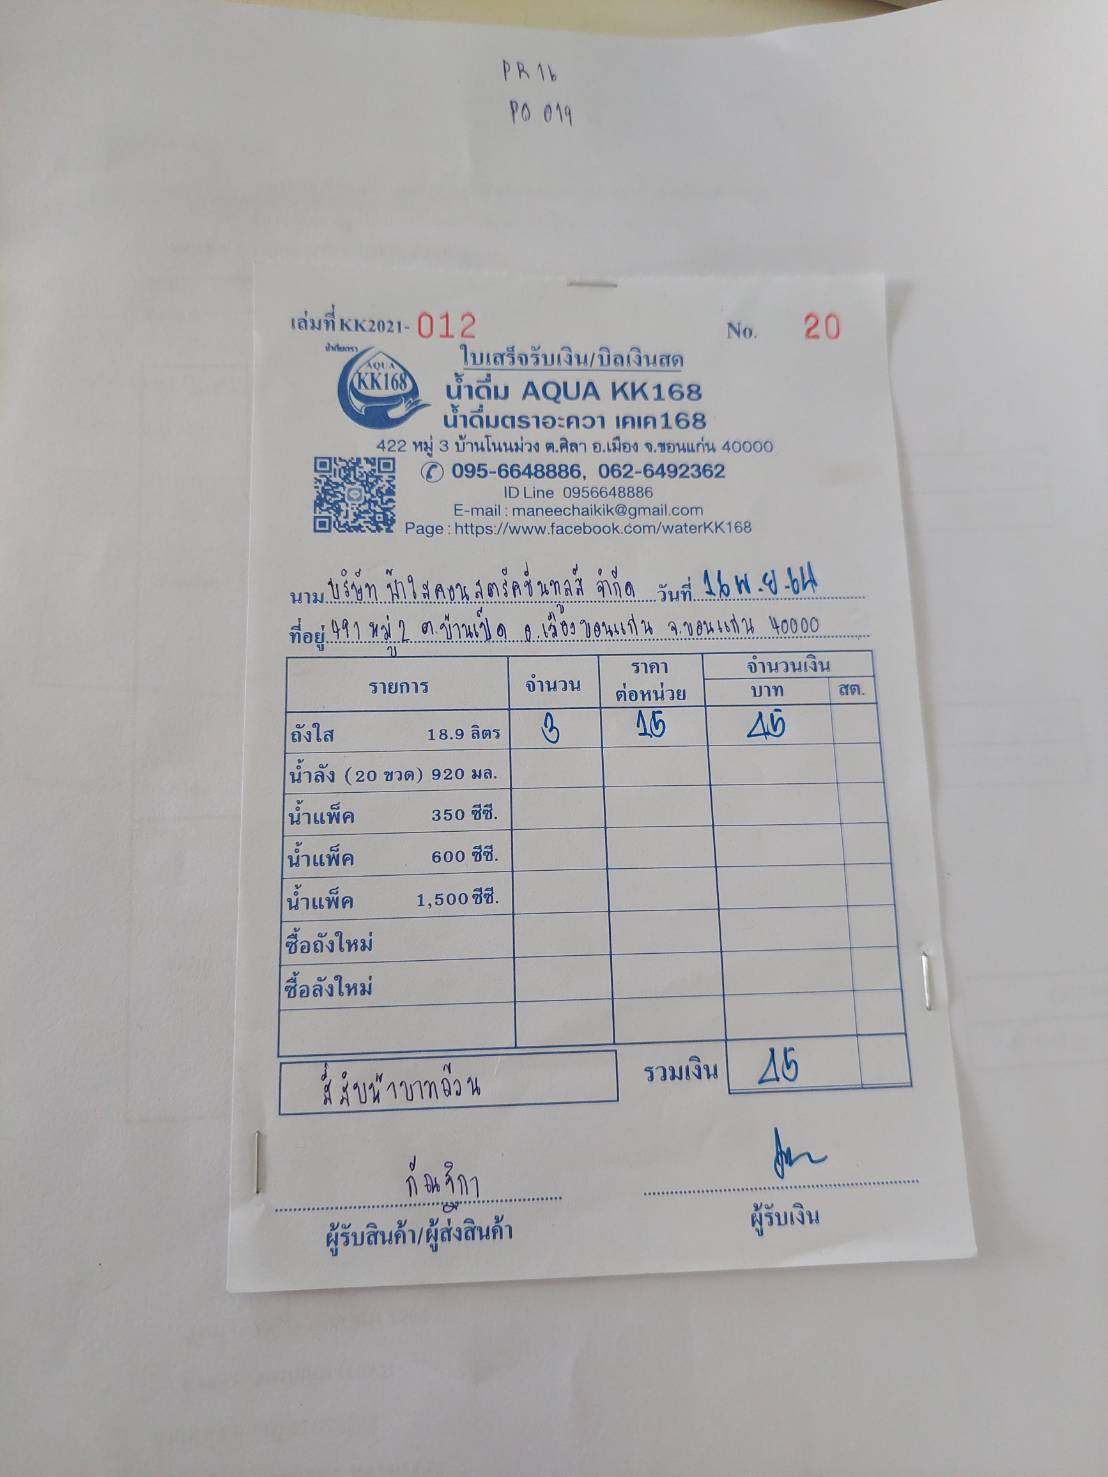 PR 16
PO 019
เล่มที่ KK2021- 012 No. 20
น้ำดื่มตรา
AQUA
KK168
ใบเสร็จรับเงิน/บิลเงินสด
น้ำดื่ม AQUA KK168
น้ำดื่มตราอะควา เคเค168
422 หมู่ 3 บ้านโนนม่วง ต.ศิลา อ.เมือง จ.ขอนแก่น 40000
095-6648886, 062-6492362
ID Line 0956648886
E-mail : maneechaikik@gmail.com
Page : https://www.facebook.com/waterKK168
นาม บริษัท ฟ้าใสคอนสตรัคชั่นทูลส์ จำกัด วันที่ 16 พ.ย. 64
ที่อยู่ 491 หมู่ 2 ต.บ้านเป็ด อ.เมืองขอนแก่น จ.ขอนแก่น 40000
รายการ จำนวน ราคาต่อหน่วย จำนวนเงิน
บาท สต.
ถังใส 18.9 ลิตร 3 15 45
น้ำลัง (20 ขวด) 920 มล.
น้ำแพ็ค 350 ซีซี.
น้ำแพ็ค 600 ซีซี.
น้ำแพ็ค 1,500 ซีซี.
ซื้อถังใหม่
ซื้อลังใหม่
สี่สิบห้าบาทถ้วน รวมเงิน 45
กัณฐิกา
ผู้รับสินค้า/ผู้ส่งสินค้า ผู้รับเงิน